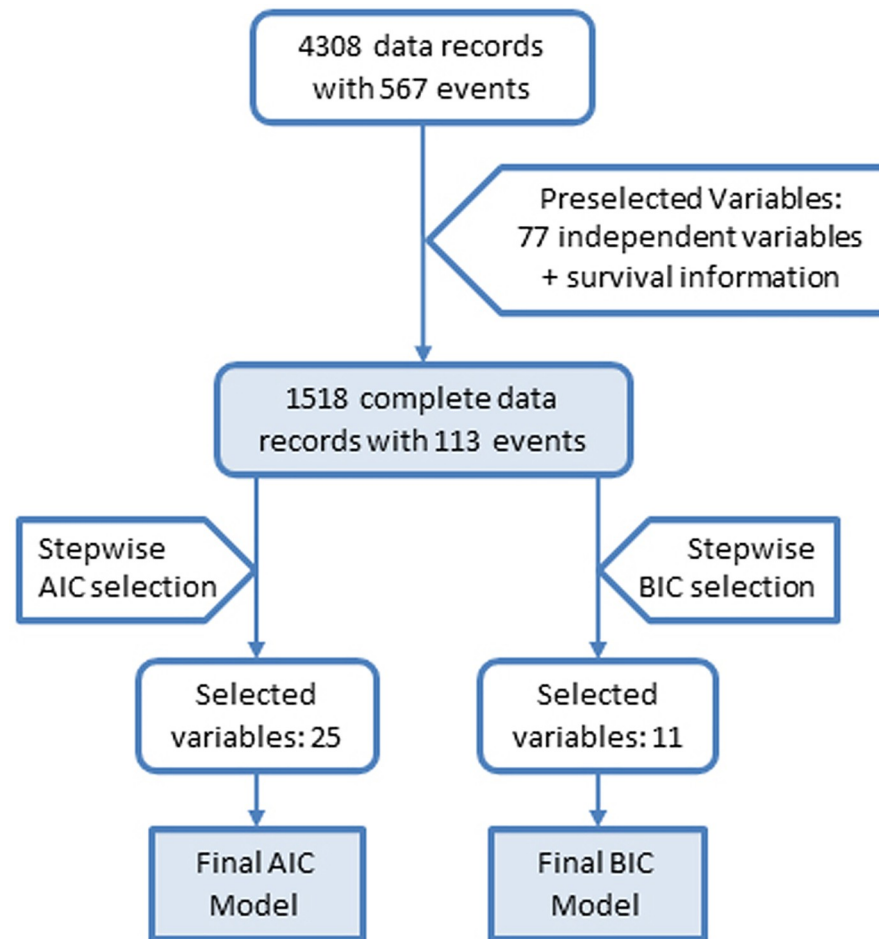 4308 data records
with 567 events
Preselected Variables:
77 independent variables
+ survival information
1518 complete data
records with 113 events
Stepwise
AIC selection
Stepwise
BIC selection
Selected
variables: 25
Selected
variables: 11
Final AIC
Model
Final BIC
Model